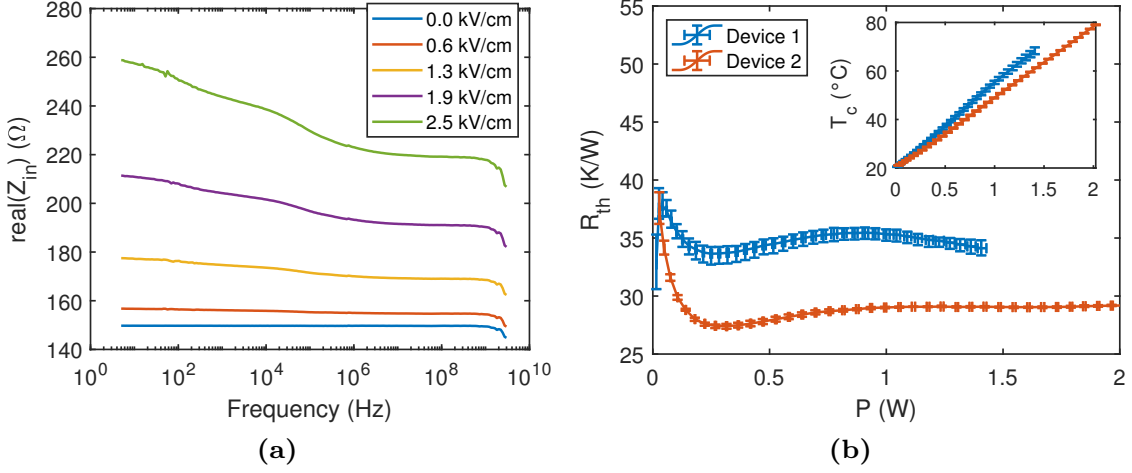 280
260
240
220
200
180
160
140
10^0
10^2
10^4
10^6
10^8
10^10
real(Z_in) (Ω)
Frequency (Hz)
0.0 kV/cm
0.6 kV/cm
1.3 kV/cm
1.9 kV/cm
2.5 kV/cm
(a)
55
50
45
40
35
30
25
0
0.5
1
1.5
2
R_th (K/W)
P (W)
Device 1
Device 2
80
60
40
20
0
0.5
1
1.5
2
T_c (°C)
(b)